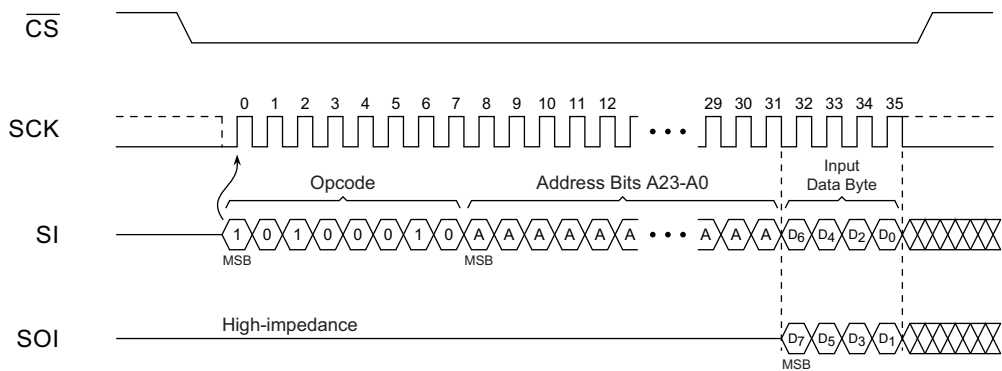 CS
0 1 2 3 4 5 6 7 8 9 10 11 12 29 30 31 32 33 34 35
SCK
Opcode Address Bits A23-A0 Input Data Byte
SI 1 0 1 0 0 0 1 0 A A A A A A • • • A A A D6 D4 D2 D0
MSB MSB
High-impedance
SOI D7 D5 D3 D1
MSB